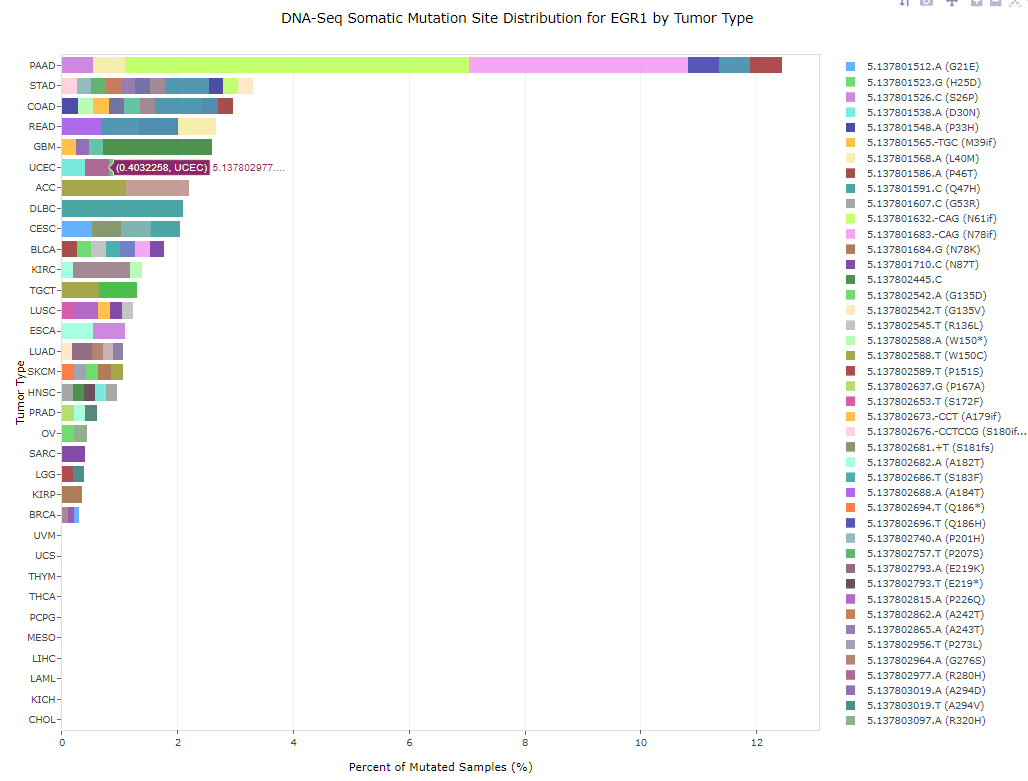 DNA-Seq Somatic Mutation Site Distribution for EGR1 by Tumor Type
PAAD
STAD
COAD
READ
GBM
UCEC
(0.4032258, UCEC) 5.137802977....
ACC
DLBC
CESC
BLCA
KIRC
TGCT
LUSC
ESCA
LUAD
SKCM
HNSC
PRAD
OV
SARC
LGG
KIRP
BRCA
UVM
UCS
THYM
THCA
PCPG
MESO
LIHC
LAML
KICH
CHOL
Tumor Type
0 2 4 6 8 10 12
Percent of Mutated Samples (%)
5.137801512.A (G21E)
5.137801523.G (H25D)
5.137801526.C (S26P)
5.137801538.A (D30N)
5.137801548.A (P33H)
5.137801565.-TGC (M39if)
5.137801568.A (L40M)
5.137801586.A (P46T)
5.137801591.C (Q47H)
5.137801607.C (G53R)
5.137801632.-CAG (N61if)
5.137801683.-CAG (N78if)
5.137801684.G (N78K)
5.137801710.C (N87T)
5.137802445.C
5.137802542.A (G135D)
5.137802542.T (G135V)
5.137802545.T (R136L)
5.137802588.A (W150*)
5.137802588.T (W150C)
5.137802589.T (P151S)
5.137802637.G (P167A)
5.137802653.T (S172F)
5.137802673.-CCT (A179if)
5.137802676.-CCTCCG (S180if...
5.137802681.+T (S181fs)
5.137802682.A (A182T)
5.137802686.T (S183F)
5.137802688.A (A184T)
5.137802694.T (Q186*)
5.137802696.T (Q186H)
5.137802740.A (P201H)
5.137802757.T (P207S)
5.137802793.A (E219K)
5.137802793.T (E219*)
5.137802815.A (P226Q)
5.137802862.A (A242T)
5.137802865.A (A243T)
5.137802956.T (P273L)
5.137802964.A (G276S)
5.137802977.A (R280H)
5.137803019.A (A294D)
5.137803019.T (A294V)
5.137803097.A (R320H)